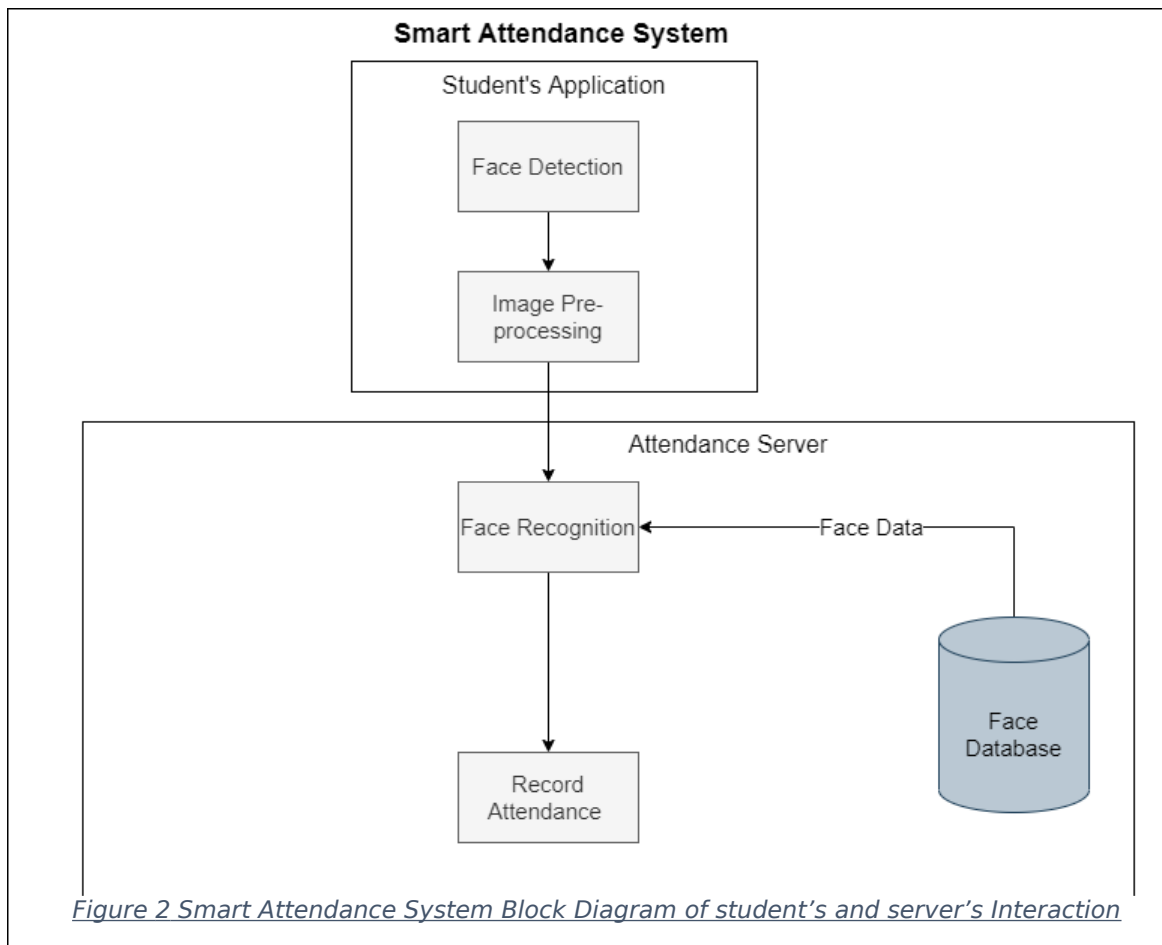 Smart Attendance System
Student's Application
Face Detection
Image Pre-
processing
Attendance Server
Face Recognition
Face Data
Face
Database
Record
Attendance
Figure 2 Smart Attendance System Block Diagram of student’s and server’s Interaction